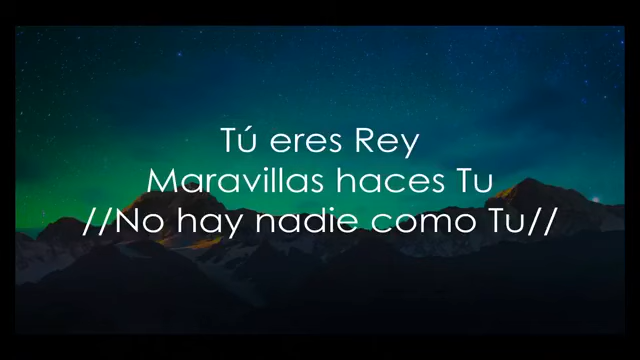 Tú eres Rey
Maravillas haces Tu
//No hay nadie como Tu//